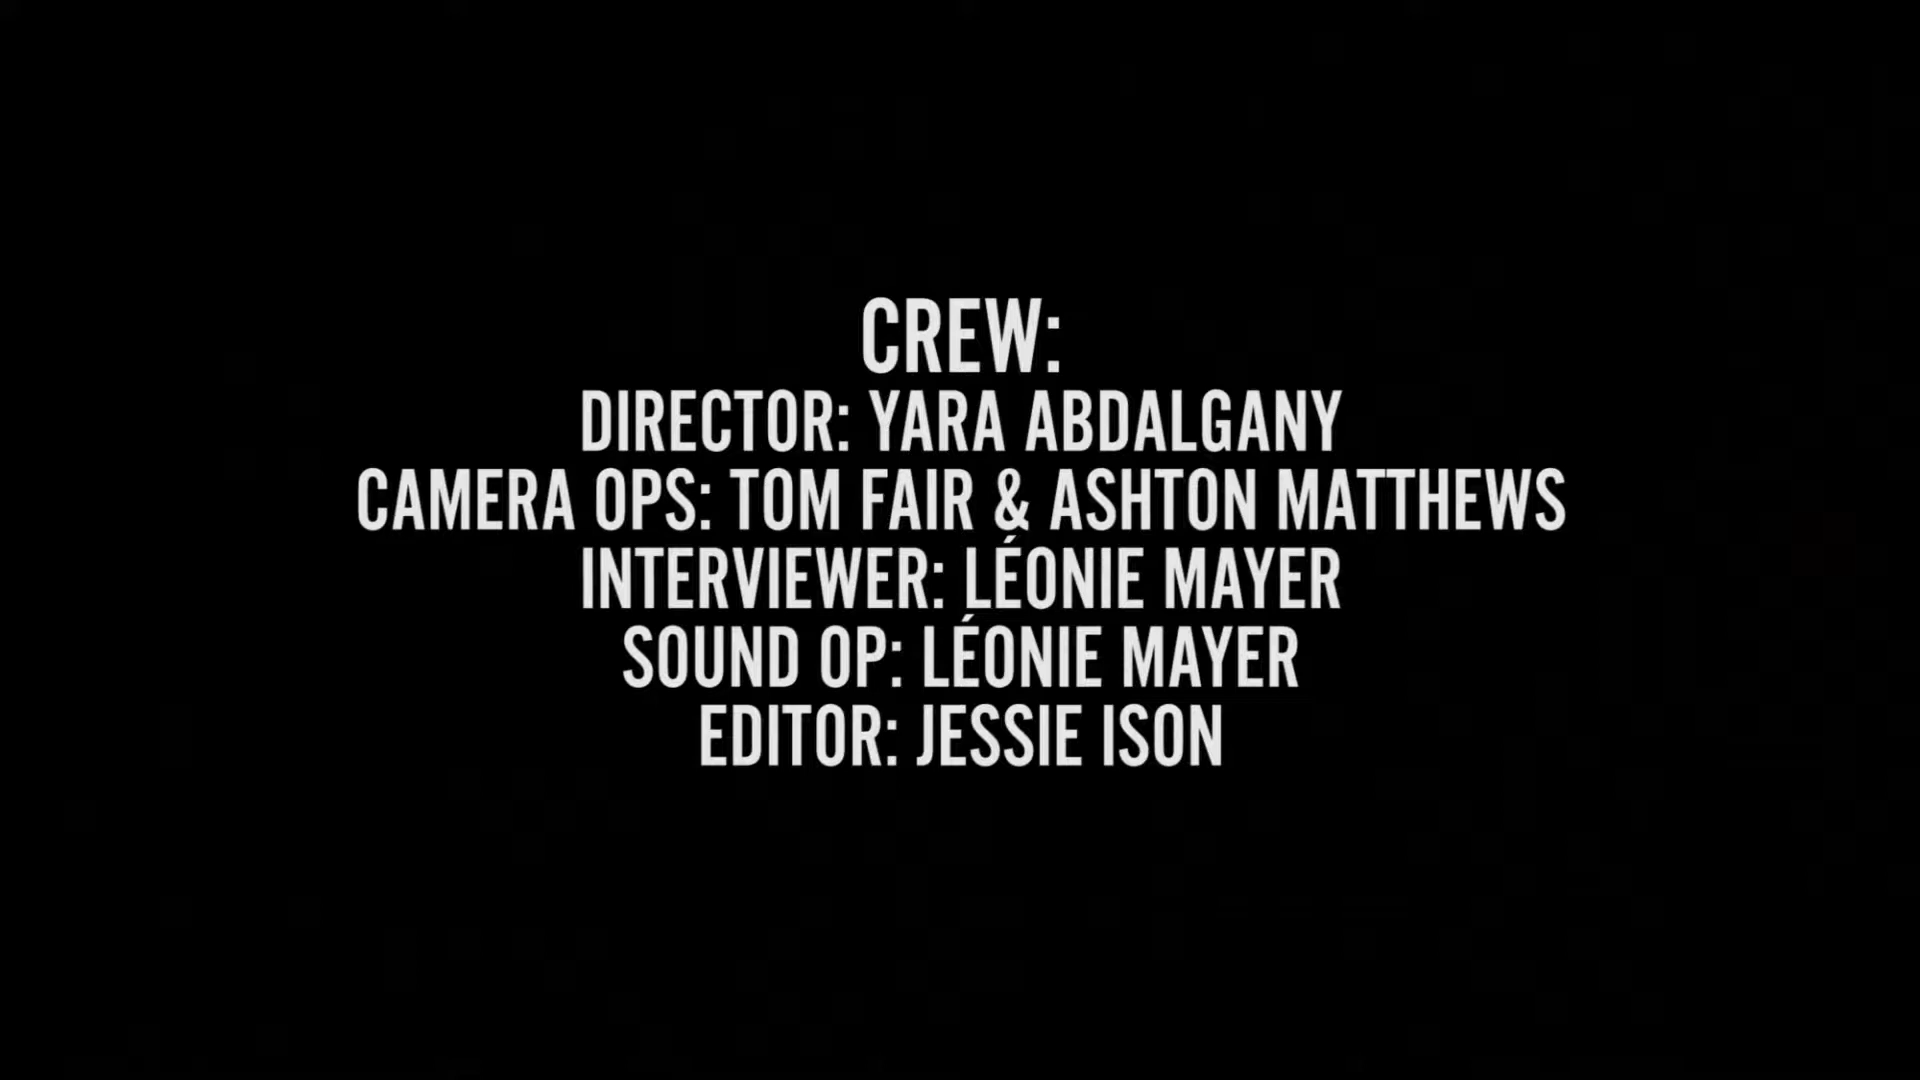 CREW:
DIRECTOR: YARA ABDALGANY
CAMERA OPS: TOM FAIR & ASHTON MATTHEWS
INTERVIEWER: LÉONIE MAYER
SOUND OP: LÉONIE MAYER
EDITOR: JESSIE ISON